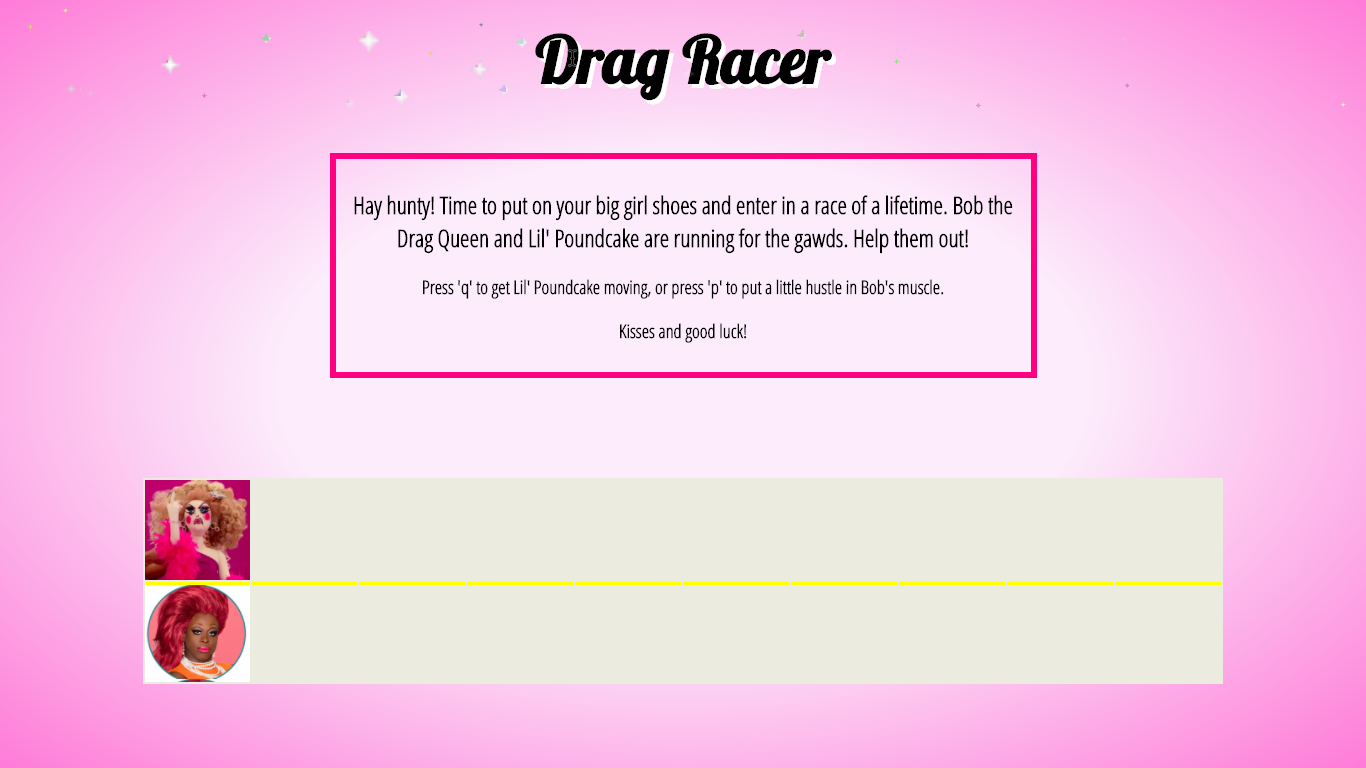 Drag Racer
Hay hunty! Time to put on your big girl shoes and enter in a race of a lifetime. Bob the
Drag Queen and Lil' Poundcake are running for the gawds. Help them out!
Press 'q' to get Lil' Poundcake moving, or press 'p' to put a little hustle in Bob's muscle.
Kisses and good luck!